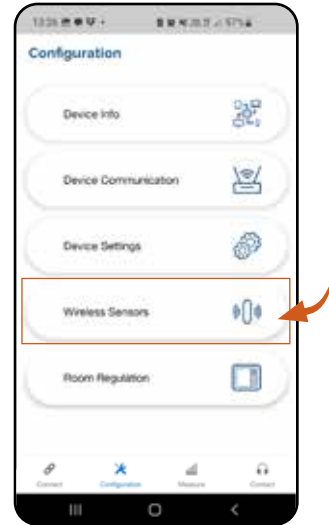 Configuration
Device Info
Device Communication
Device Settings
Wireless Sensors
Room Regulation
Connect Configuration Measure Contact